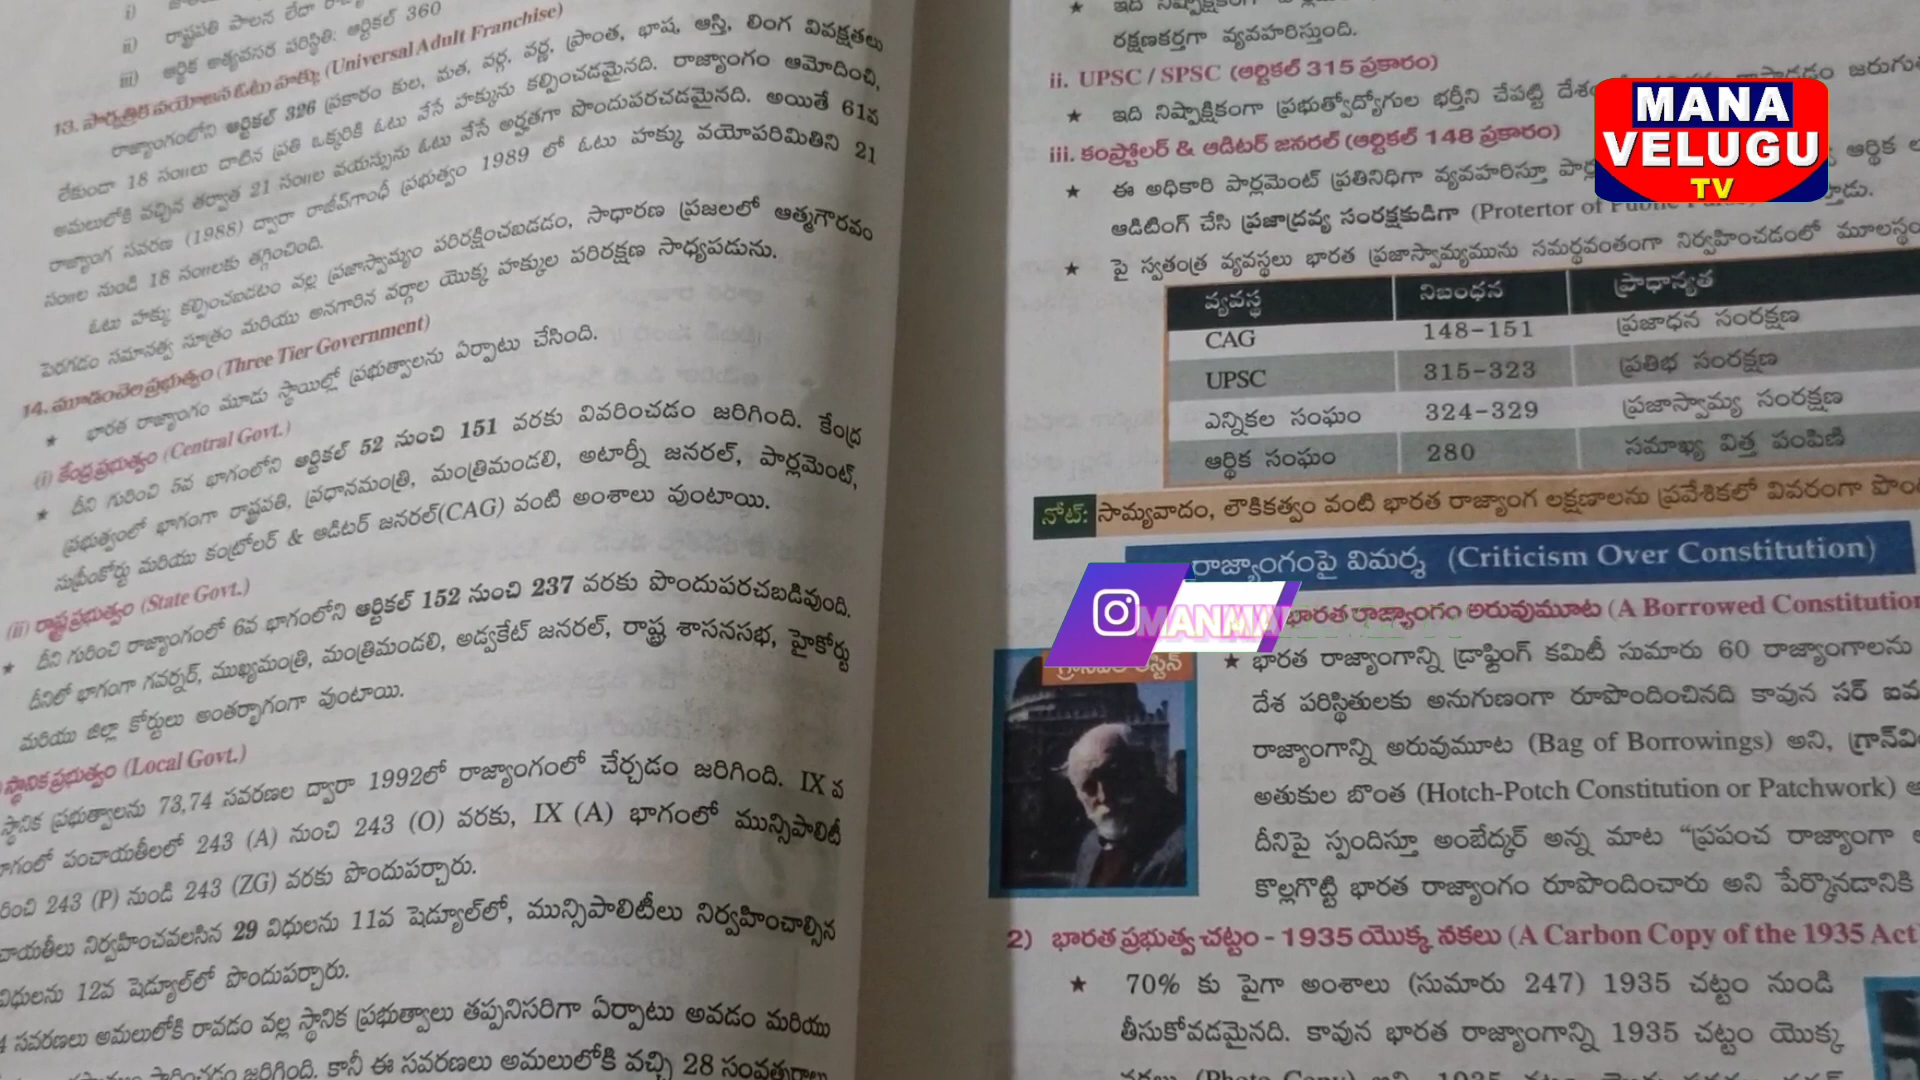 ii) రాష్ట్రపతి పాలన లేదా
iii) ఆర్థిక అత్యవసర పరిస్థితి: ఆర్టికల్ 360
13. సార్వత్రిక వయోజన ఓటు హక్కు (Universal Adult Franchise)
రాజ్యాంగంలోని ఆర్టికల్ 326 ప్రకారం కుల, మత, వర్గ, వర్ణ, ప్రాంత, భాష, ఆస్తి, లింగ వివక్షతలు
లేకుండా 18 సం॥లు దాటిన ప్రతి ఒక్కరికి ఓటు వేసే హక్కును కల్పించడమైనది. రాజ్యాంగం ఆమోదించి,
అమలులోకి వచ్చిన తర్వాత 21 సం॥ల వయస్సును ఓటు వేసే అర్హతగా పొందుపరచడమైనది. అయితే 61వ
రాజ్యాంగ సవరణ (1988) ద్వారా రాజీవ్‌గాంధీ ప్రభుత్వం 1989 లో ఓటు హక్కు వయోపరిమితిని 21
సం॥ల నుండి 18 సం॥లకు తగ్గించింది.
ఓటు హక్కు కల్పించబడటం వల్ల ప్రజాస్వామ్యం పరిరక్షించబడడం, సాధారణ ప్రజలలో ఆత్మగౌరవం
పెరగడం సమానత్వ సూత్రం మరియు అనగారిన వర్గాల యొక్క హక్కుల పరిరక్షణ సాధ్యపడును.
14. మూడంచెల ప్రభుత్వం (Three Tier Government)
★ భారత రాజ్యాంగం మూడు స్థాయిల్లో ప్రభుత్వాలను ఏర్పాటు చేసింది.
(i) కేంద్ర ప్రభుత్వం (Central Govt.)
★ దీని గురించి 5వ భాగంలోని ఆర్టికల్ 52 నుంచి 151 వరకు వివరించడం జరిగింది. కేంద్ర
ప్రభుత్వంలో భాగంగా రాష్ట్రపతి, ప్రధానమంత్రి, మంత్రిమండలి, అటార్నీ జనరల్, పార్లమెంట్,
సుప్రీంకోర్టు మరియు కంట్రోలర్ & ఆడిటర్ జనరల్(CAG) వంటి అంశాలు వుంటాయి.
(ii) రాష్ట్ర ప్రభుత్వం (State Govt.)
★ దీని గురించి రాజ్యాంగంలో 6వ భాగంలోని ఆర్టికల్ 152 నుంచి 237 వరకు పొందుపరచబడివుంది.
దీనిలో భాగంగా గవర్నర్, ముఖ్యమంత్రి, మంత్రిమండలి, అడ్వకేట్ జనరల్, రాష్ట్ర శాసనసభ, హైకోర్టు
మరియు జిల్లా కోర్టులు అంతర్భాగంగా వుంటాయి.
స్థానిక ప్రభుత్వం (Local Govt.)
స్థానిక ప్రభుత్వాలను 73,74 సవరణల ద్వారా 1992లో రాజ్యాంగంలో చేర్చడం జరిగింది. IX వ
భాగంలో పంచాయతీలలో 243 (A) నుంచి 243 (O) వరకు, IX (A) భాగంలో మున్సిపాలిటీ
243 (P) నుండి 243 (ZG) వరకు పొందుపర్చారు.
నిర్వహించవలసిన 29 విధులను 11వ షెడ్యూల్‌లో, మున్సిపాలిటీలు నిర్వహించాల్సిన
విధులను 12వ షెడ్యూల్‌లో పొందుపర్చారు.
సవరణలు అమలులోకి రావడం వల్ల స్థానిక ప్రభుత్వాలు తప్పనిసరిగా ఏర్పాటు అవడం మరియు
జరిగింది. కానీ ఈ సవరణలు అమలులోకి వచ్చి 28 సంవత్సరాలు
★ ఇది నిష్పాక్షికంగా
రక్షణకర్తగా వ్యవహరిస్తుంది.
ii. UPSC / SPSC (ఆర్టికల్ 315 ప్రకారం)
★ ఇది నిష్పాక్షికంగా ప్రభుత్వోద్యోగుల భర్తీని చేపట్టి
iii. కంప్ట్రోలర్ & ఆడిటర్ జనరల్ (ఆర్టికల్ 148 ప్రకారం)
★ ఈ అధికారి పార్లమెంట్ ప్రతినిధిగా వ్యవహరిస్తూ ఆర్థిక
ఆడిటింగ్ చేసి ప్రజాద్రవ్య సంరక్షకుడిగా (Protertor of Public
★ పై స్వతంత్ర వ్యవస్థలు భారత ప్రజాస్వామ్యమును సమర్థవంతంగా నిర్వహించడంలో
వ్యవస్థ నిబంధన ప్రాధాన్యత
CAG 148-151 ప్రజాధన సంరక్షణ
UPSC 315-323 ప్రతిభ సంరక్షణ
ఎన్నికల సంఘం 324-329 ప్రజాస్వామ్య సంరక్షణ
ఆర్థిక సంఘం 280 సమాఖ్య విత్త పంపిణి
నోట్: సామ్యవాదం, లౌకికత్వం వంటి భారత రాజ్యాంగ లక్షణాలను ప్రవేశికలో వివరంగా
రాజ్యాంగంపై విమర్శ (Criticism Over Constitution)
భారత రాజ్యాంగం అరువుమూట (A Borrowed Constitution
★ భారత రాజ్యాంగాన్ని డ్రాఫ్టింగ్ కమిటీ సుమారు 60 రాజ్యాంగాలను
దేశ పరిస్థితులకు అనుగుణంగా రూపొందించినది కావున సర్ ఐవ
రాజ్యాంగాన్ని అరువుమూట (Bag of Borrowings) అని, గ్రాన్‌వి
అతుకుల బొంత (Hotch-Potch Constitution or Patchwork)
దీనిపై స్పందిస్తూ అంబేద్కర్ అన్న మాట “ప్రపంచ రాజ్యాంగా
కొల్లగొట్టి భారత రాజ్యాంగం రూపొందించారు అని పేర్కొనడానికి
2) భారత ప్రభుత్వ చట్టం - 1935 యొక్క నకలు (A Carbon Copy of the 1935 Act)
★ 70% కు పైగా అంశాలు (సుమారు 247) 1935 చట్టం నుండి
తీసుకోవడమైనది. కావున భారత రాజ్యాంగాన్ని 1935 చట్టం యొక్క
MANA
VELUGU
TV